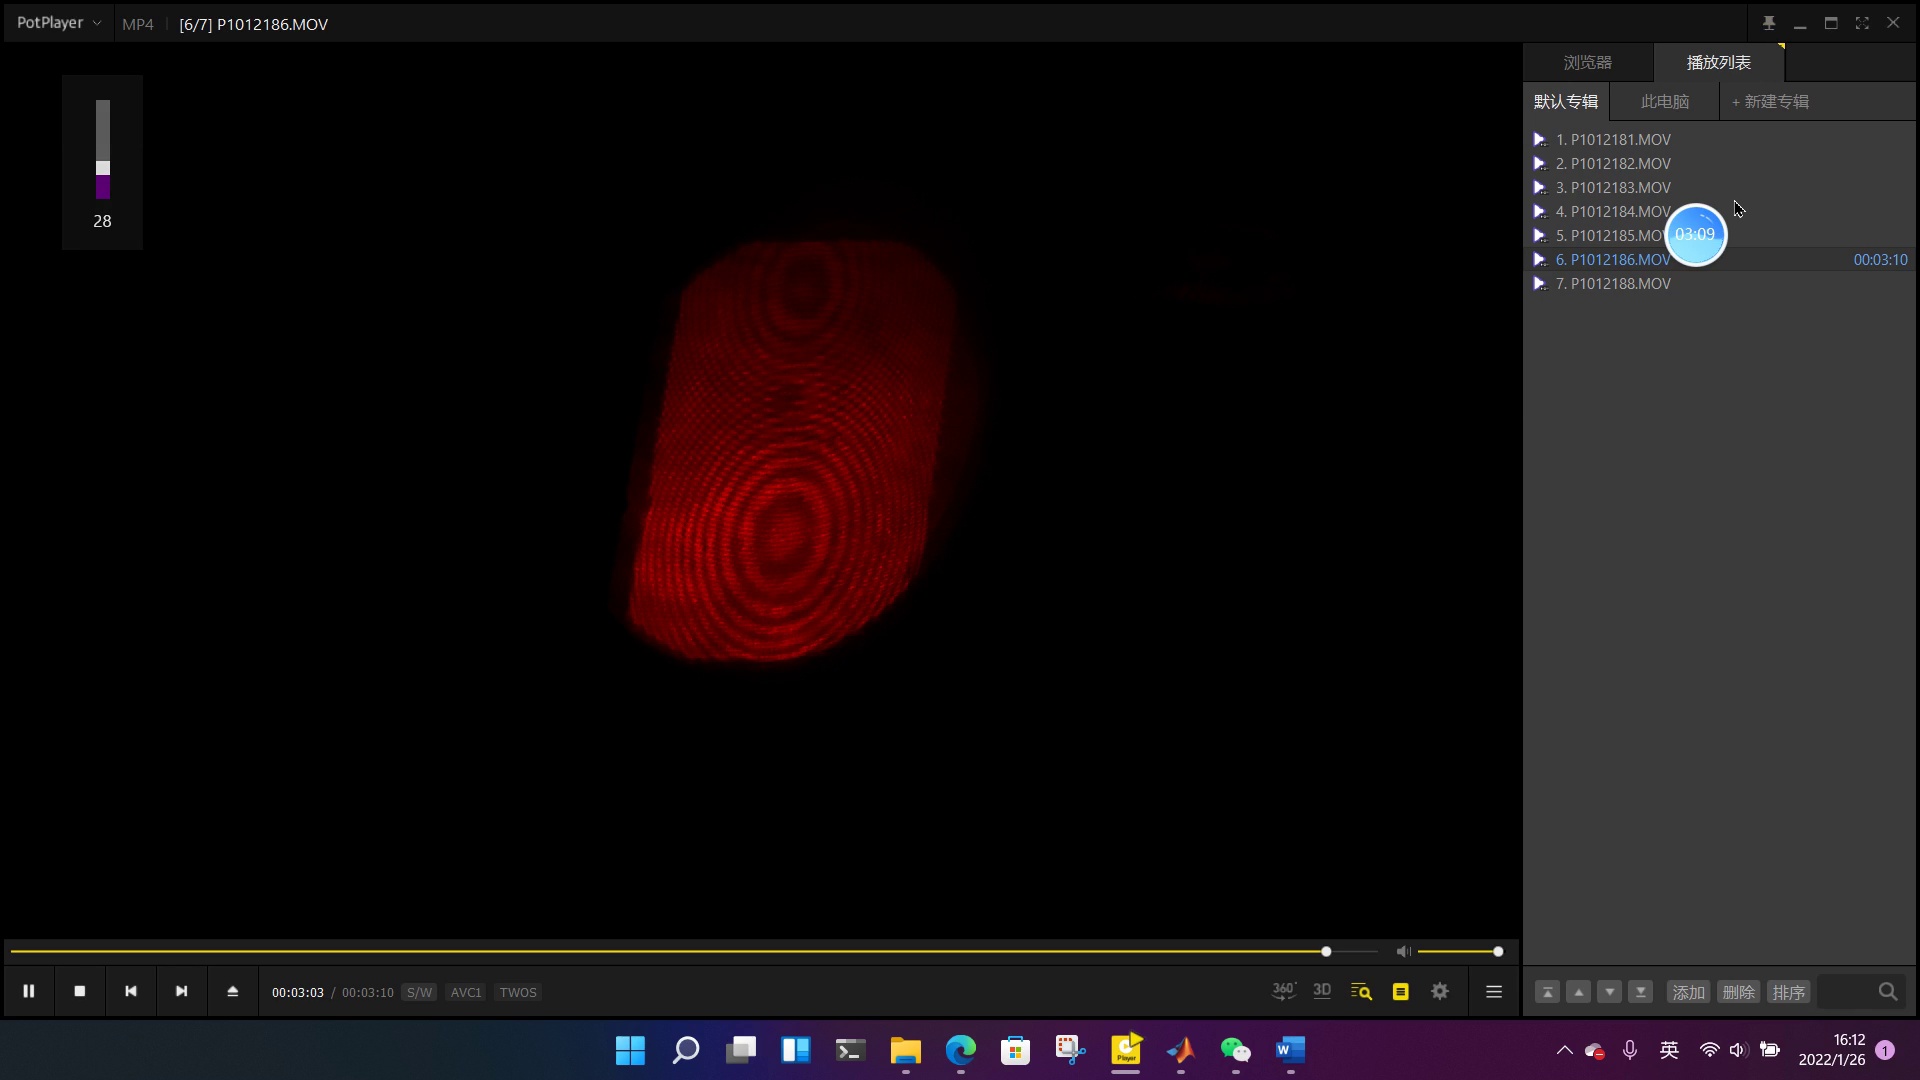 PotPlayer
MP4
[6/7] P1012186.MOV
28
浏览器
播放列表
默认专辑
此电脑
+ 新建专辑
1. P1012181.MOV
2. P1012182.MOV
3. P1012183.MOV
4. P1012184.MOV
5. P1012185.MOV
03:09
6. P1012186.MOV
00:03:10
7. P1012188.MOV
00:03:03 / 00:03:10 S/W AVC1 TWOS
360°
3D
添加
删除
排序
Player
W
英
16:12
2022/1/26
1